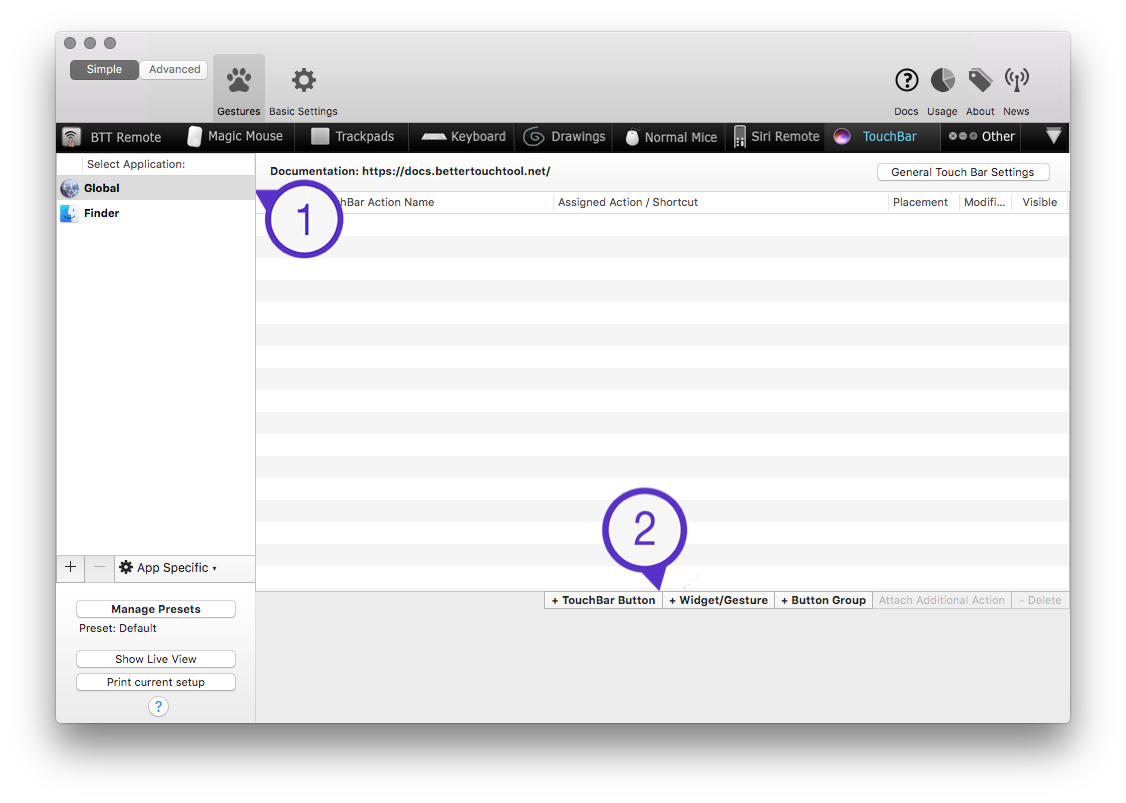 Simple
Advanced
Gestures
Basic Settings
Docs
Usage
About
News
BTT Remote
Magic Mouse
Trackpads
Keyboard
Drawings
Normal Mice
Siri Remote
TouchBar
Other
Select Application:
Documentation: https://docs.bettertouchtool.net/
General Touch Bar Settings
Global
Finder
1
hBar Action Name
Assigned Action / Shortcut
Placement
Modifi...
Visible
2
+
−
App Specific
+ TouchBar Button
+ Widget/Gesture
+ Button Group
Attach Additional Action
- Delete
Manage Presets
Preset: Default
Show Live View
Print current setup
?